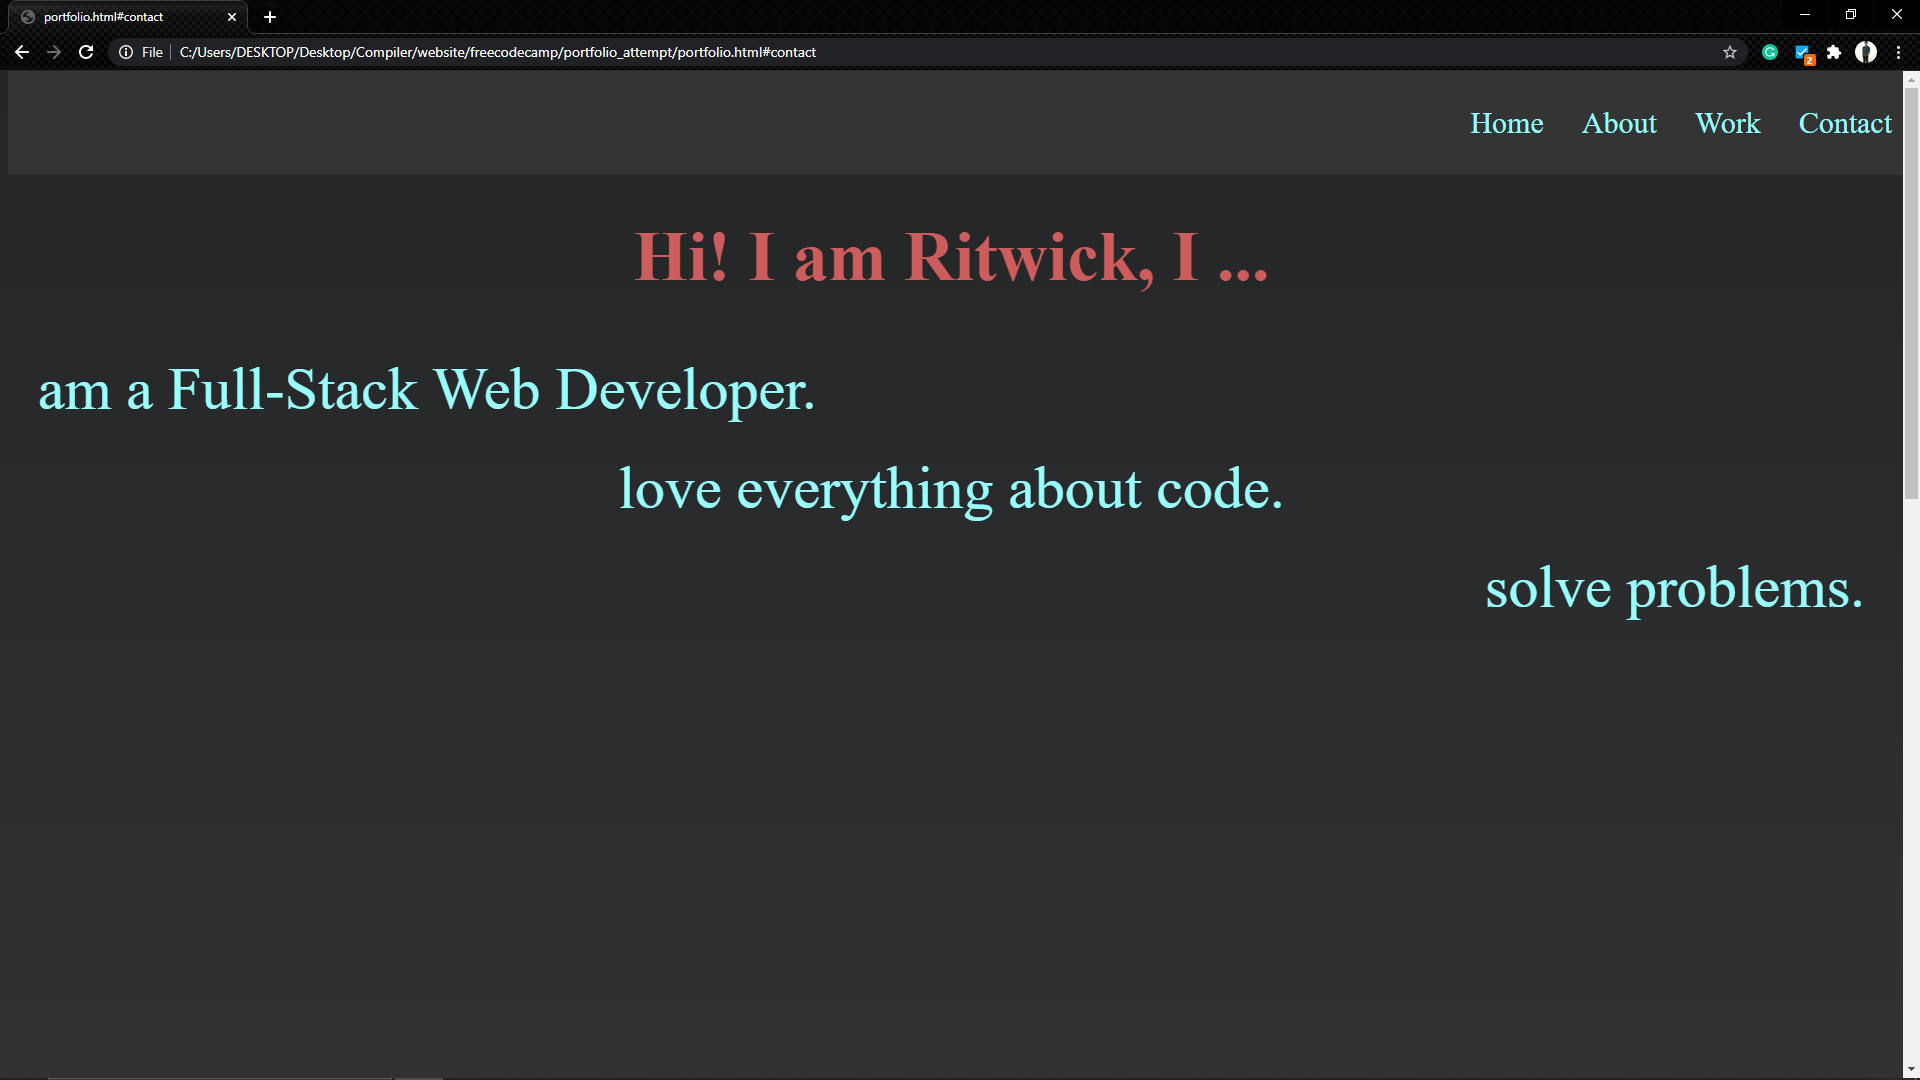 portfolio.html#contact
File C:/Users/DESKTOP/Desktop/Compiler/website/freecodecamp/portfolio_attempt/portfolio.html#contact
2
Home About Work Contact
Hi! I am Ritwick, I ...
am a Full-Stack Web Developer.
love everything about code.
solve problems.